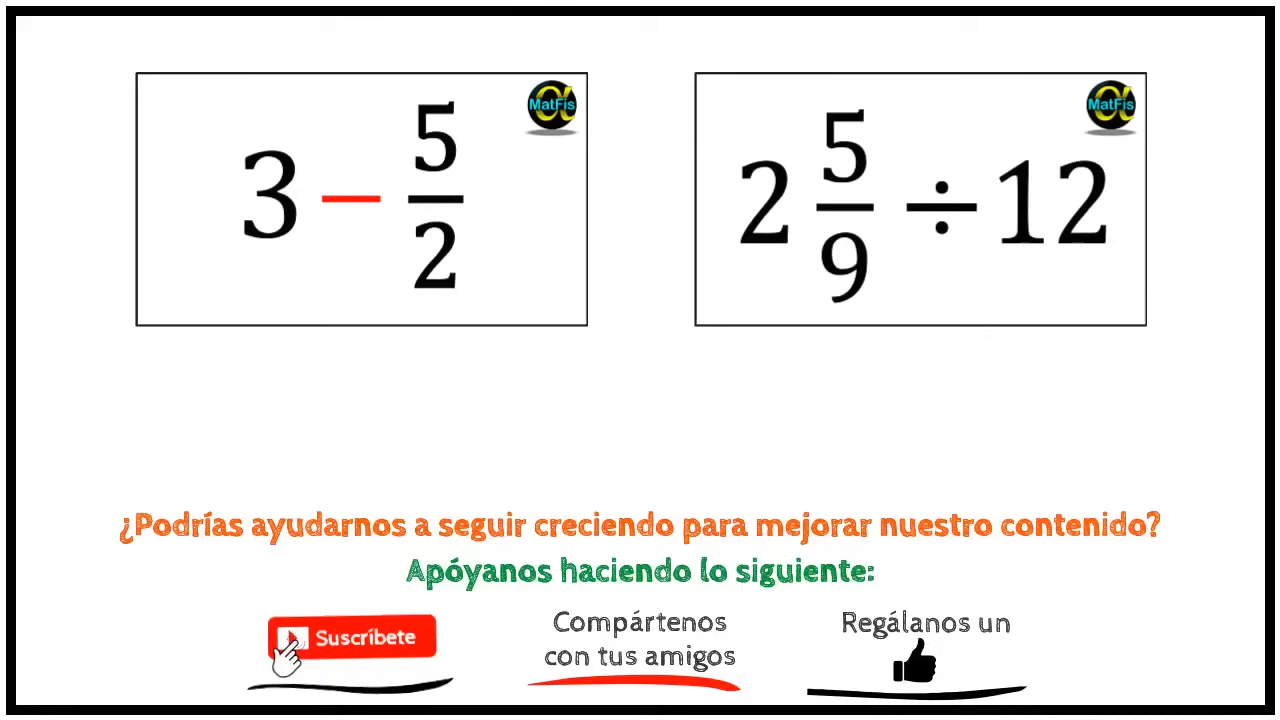 MatFis
3 − 5/2
MatFis
2 5/9 ÷ 12
¿Podrías ayudarnos a seguir creciendo para mejorar nuestro contenido?
Apóyanos haciendo lo siguiente:
Suscríbete
Compártenos
con tus amigos
Regálanos un